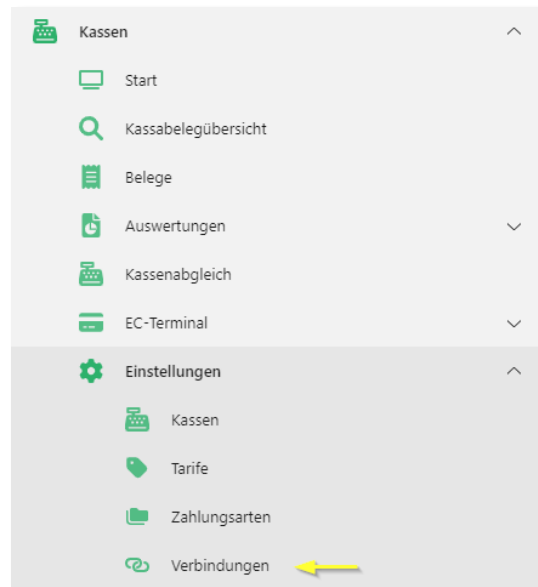 Kassen
Start
Kassabelegübersicht
Belege
Auswertungen
Kassenabgleich
EC-Terminal
Einstellungen
Kassen
Tarife
Zahlungsarten
Verbindungen